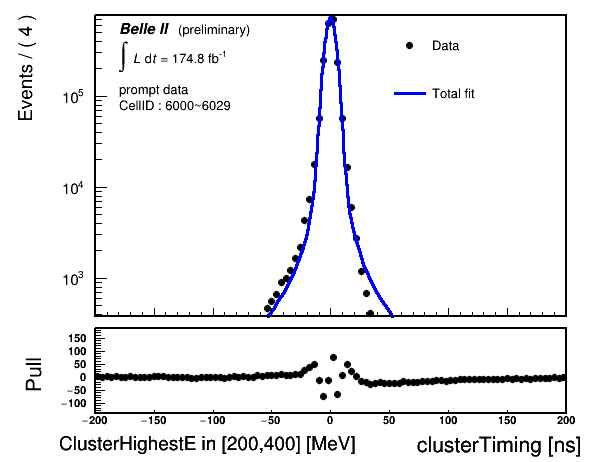 Belle II (preliminary)
∫ L dt = 174.8 fb⁻¹
prompt data
CellID : 6000~6029
Data
Total fit
Events / ( 4 )
10⁵
10⁴
10³
Pull
150
100
50
0
−50
−100
−200 −150 −100 −50 0 50 100 150 200
ClusterHighestE in [200,400] [MeV]
clusterTiming [ns]